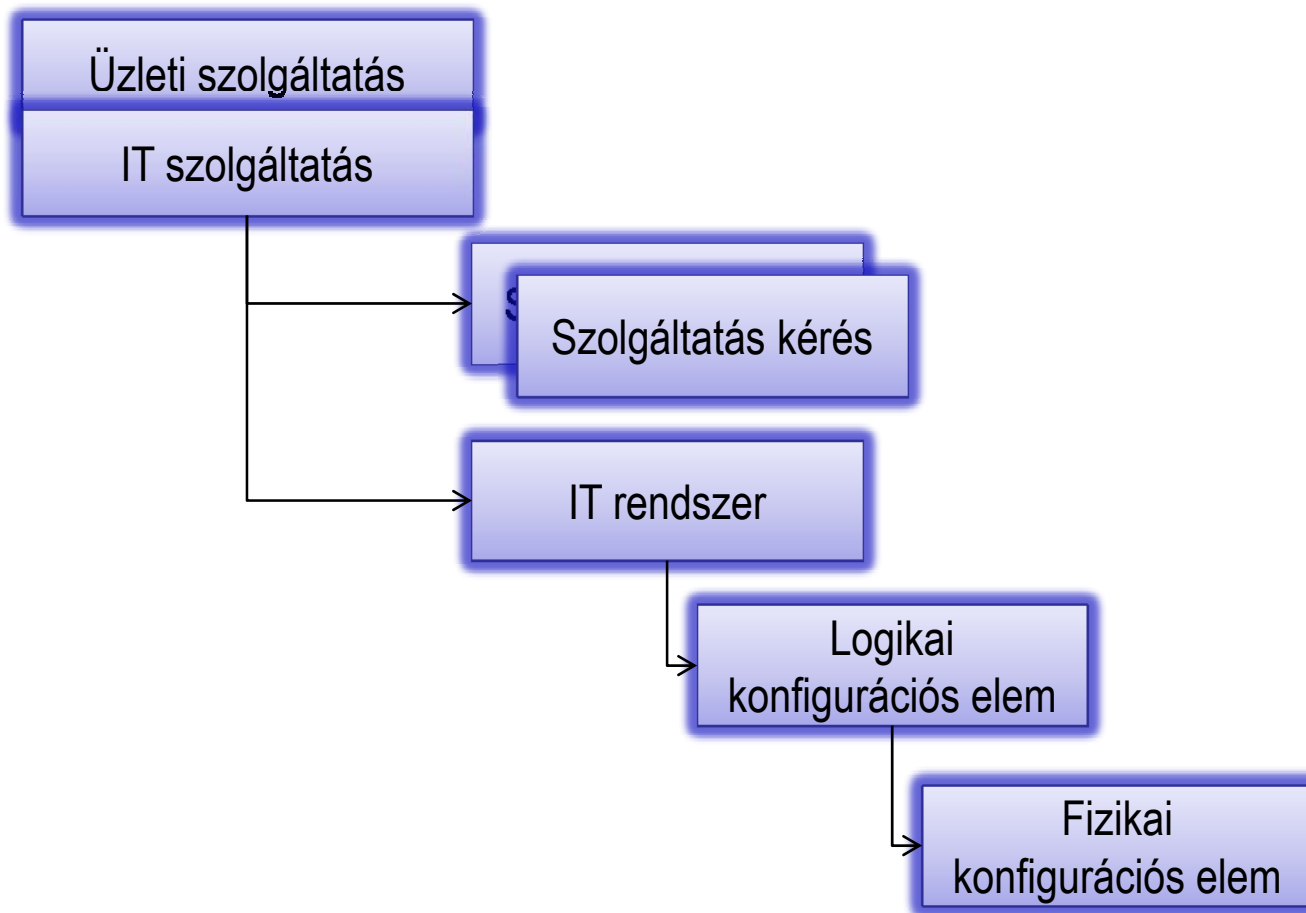 Üzleti szolgáltatás
IT szolgáltatás
Szolgáltatás kérés
IT rendszer
Logikai
konfigurációs elem
Fizikai
konfigurációs elem